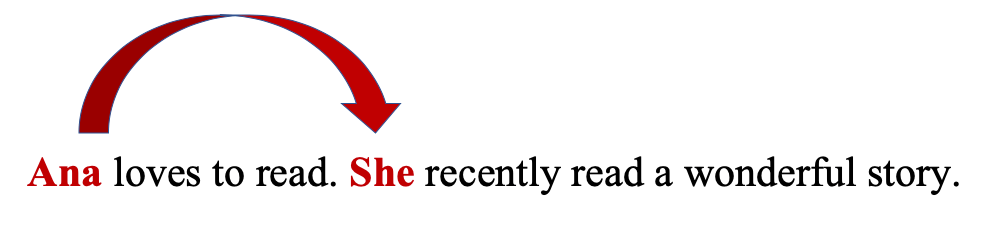 Ana loves to read. She recently read a wonderful story.